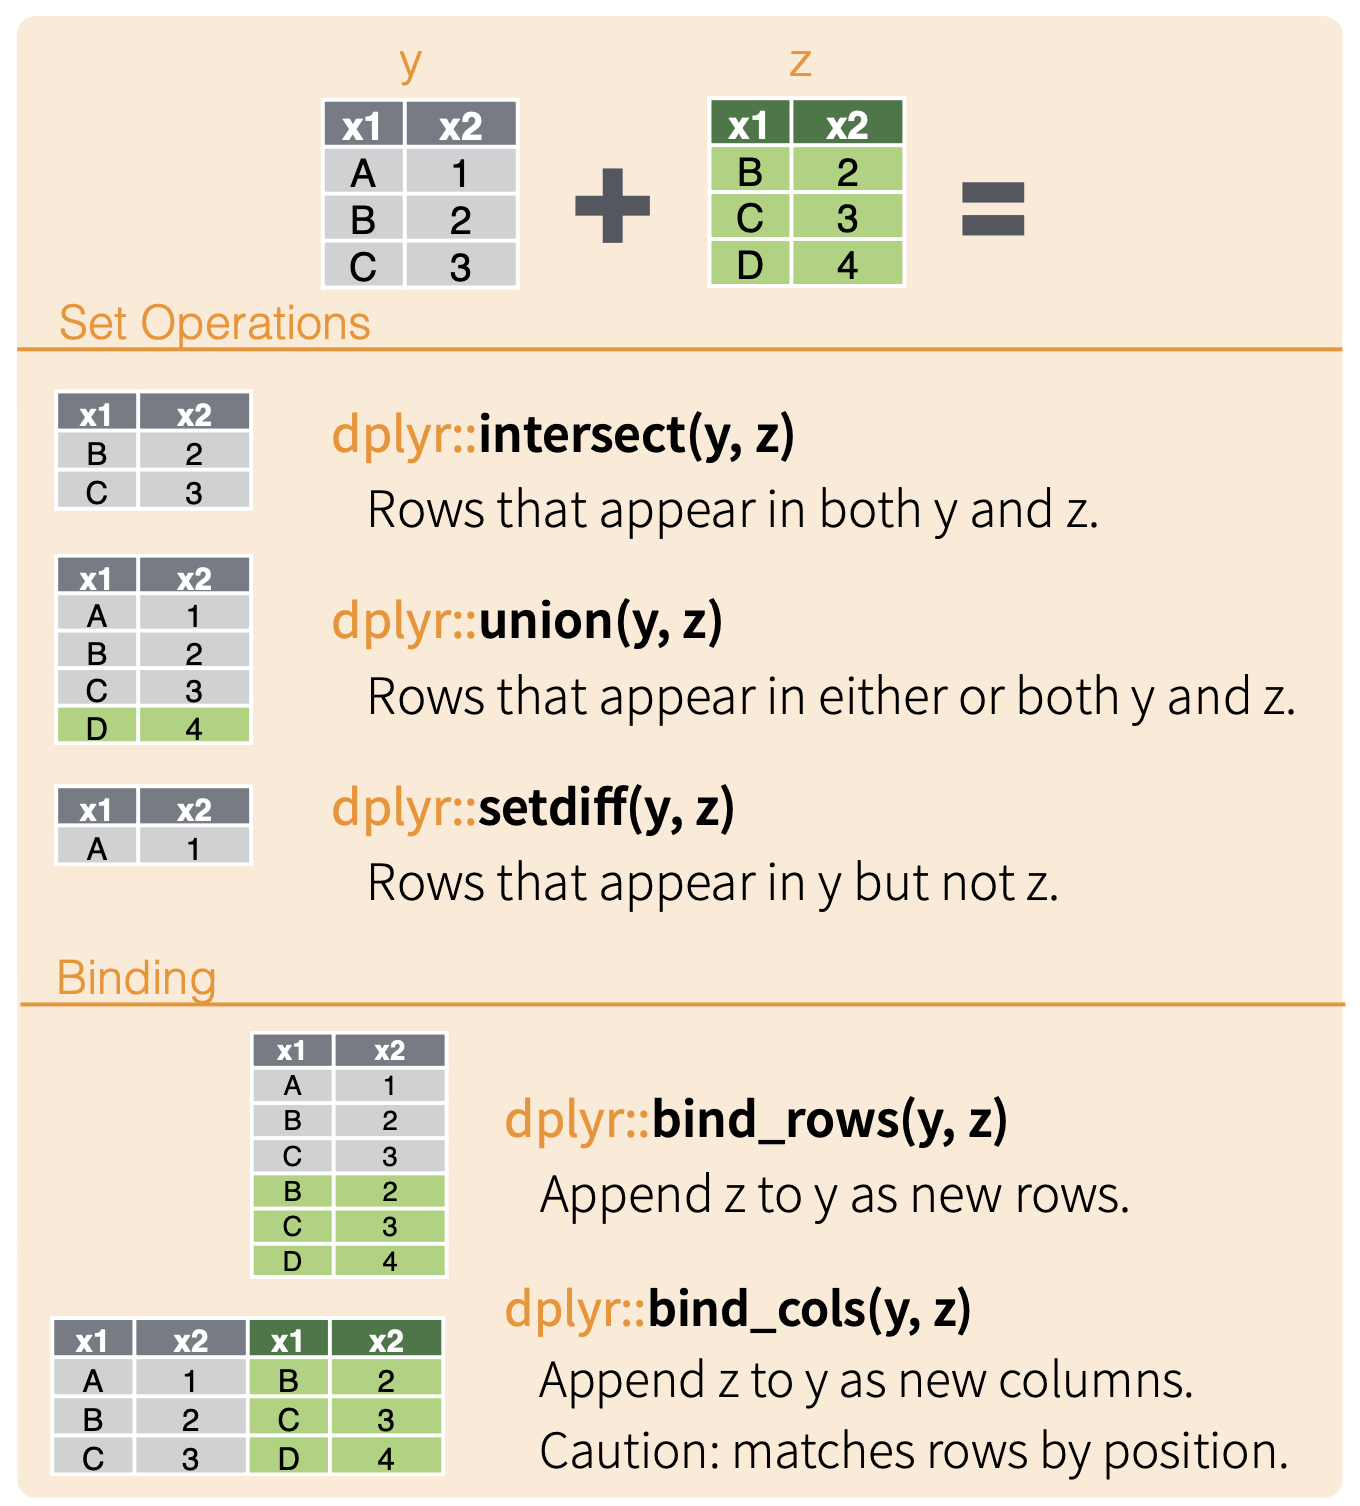 y z
x1 x2 x1 x2
A 1 B 2
B 2 + C 3 =
C 3 D 4
Set Operations
x1 x2
B 2
C 3
dplyr::intersect(y, z)
Rows that appear in both y and z.
x1 x2
A 1
B 2
C 3
D 4
dplyr::union(y, z)
Rows that appear in either or both y and z.
x1 x2
A 1
dplyr::setdiff(y, z)
Rows that appear in y but not z.
Binding
x1 x2
A 1
B 2
C 3
B 2
C 3
D 4
dplyr::bind_rows(y, z)
Append z to y as new rows.
x1 x2 x1 x2
A 1 B 2
B 2 C 3
C 3 D 4
dplyr::bind_cols(y, z)
Append z to y as new columns.
Caution: matches rows by position.